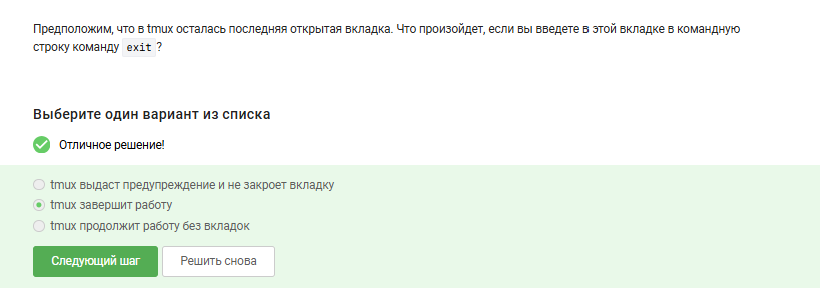 Предположим, что в tmux осталась последняя открытая вкладка. Что произойдет, если вы введете в этой вкладке в командную
строку команду exit?
Выберите один вариант из списка
Отличное решение!
tmux выдаст предупреждение и не закроет вкладку
tmux завершит работу
tmux продолжит работу без вкладок
Следующий шаг Решить снова